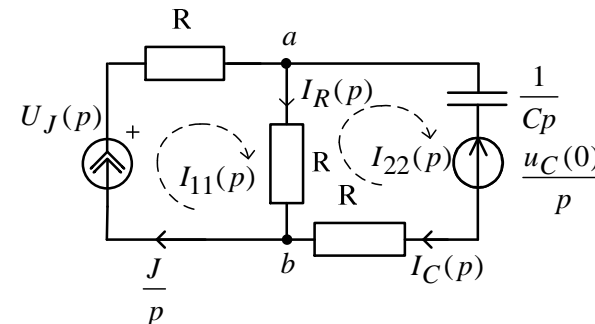 R
a
I_R(p)
1
Cp
U_J(p)
+
I_11(p)
R
I_22(p)
u_C(0)
p
R
b
I_C(p)
J
p